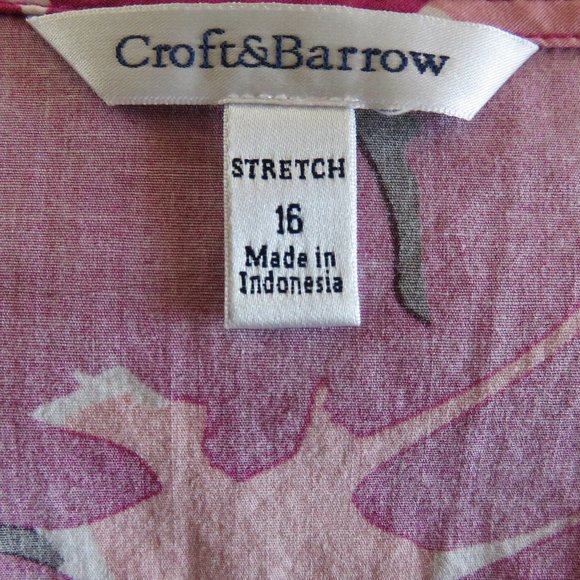 Croft&Barrow
STRETCH
16
Made in
Indonesia